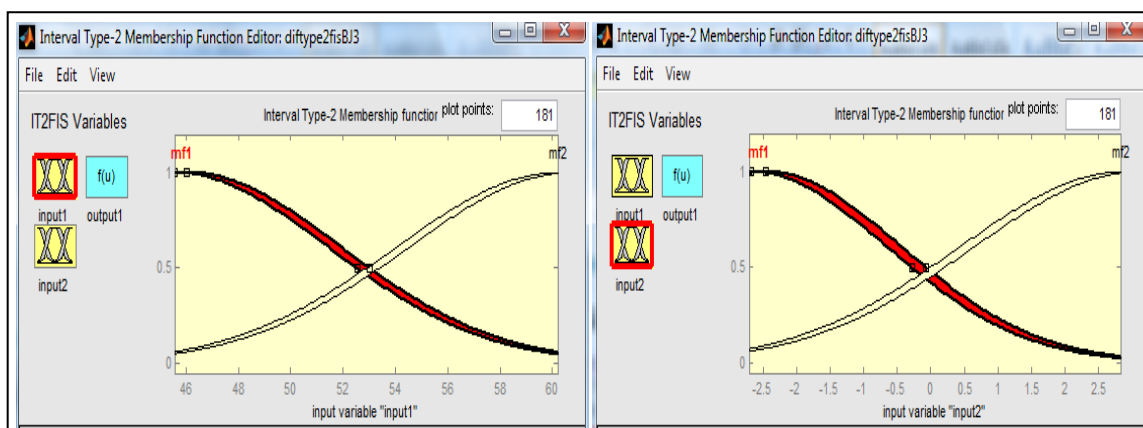 Interval Type-2 Membership Function Editor: diftype2fisBJ3
File Edit View
IT2FIS Variables
Interval Type-2 Membership function plot points: 181
mf1 mf2
f(u)
input1 output1
input2
1
0.5
0
46 48 50 52 54 56 58 60
input variable "input1"
Interval Type-2 Membership Function Editor: diftype2fisBJ3
File Edit View
IT2FIS Variables
Interval Type-2 Membership function plot points: 181
mf1 mf2
f(u)
input1 output1
input2
1
0.5
0
-2.5 -2 -1.5 -1 -0.5 0 0.5 1 1.5 2 2.5
input variable "input2"